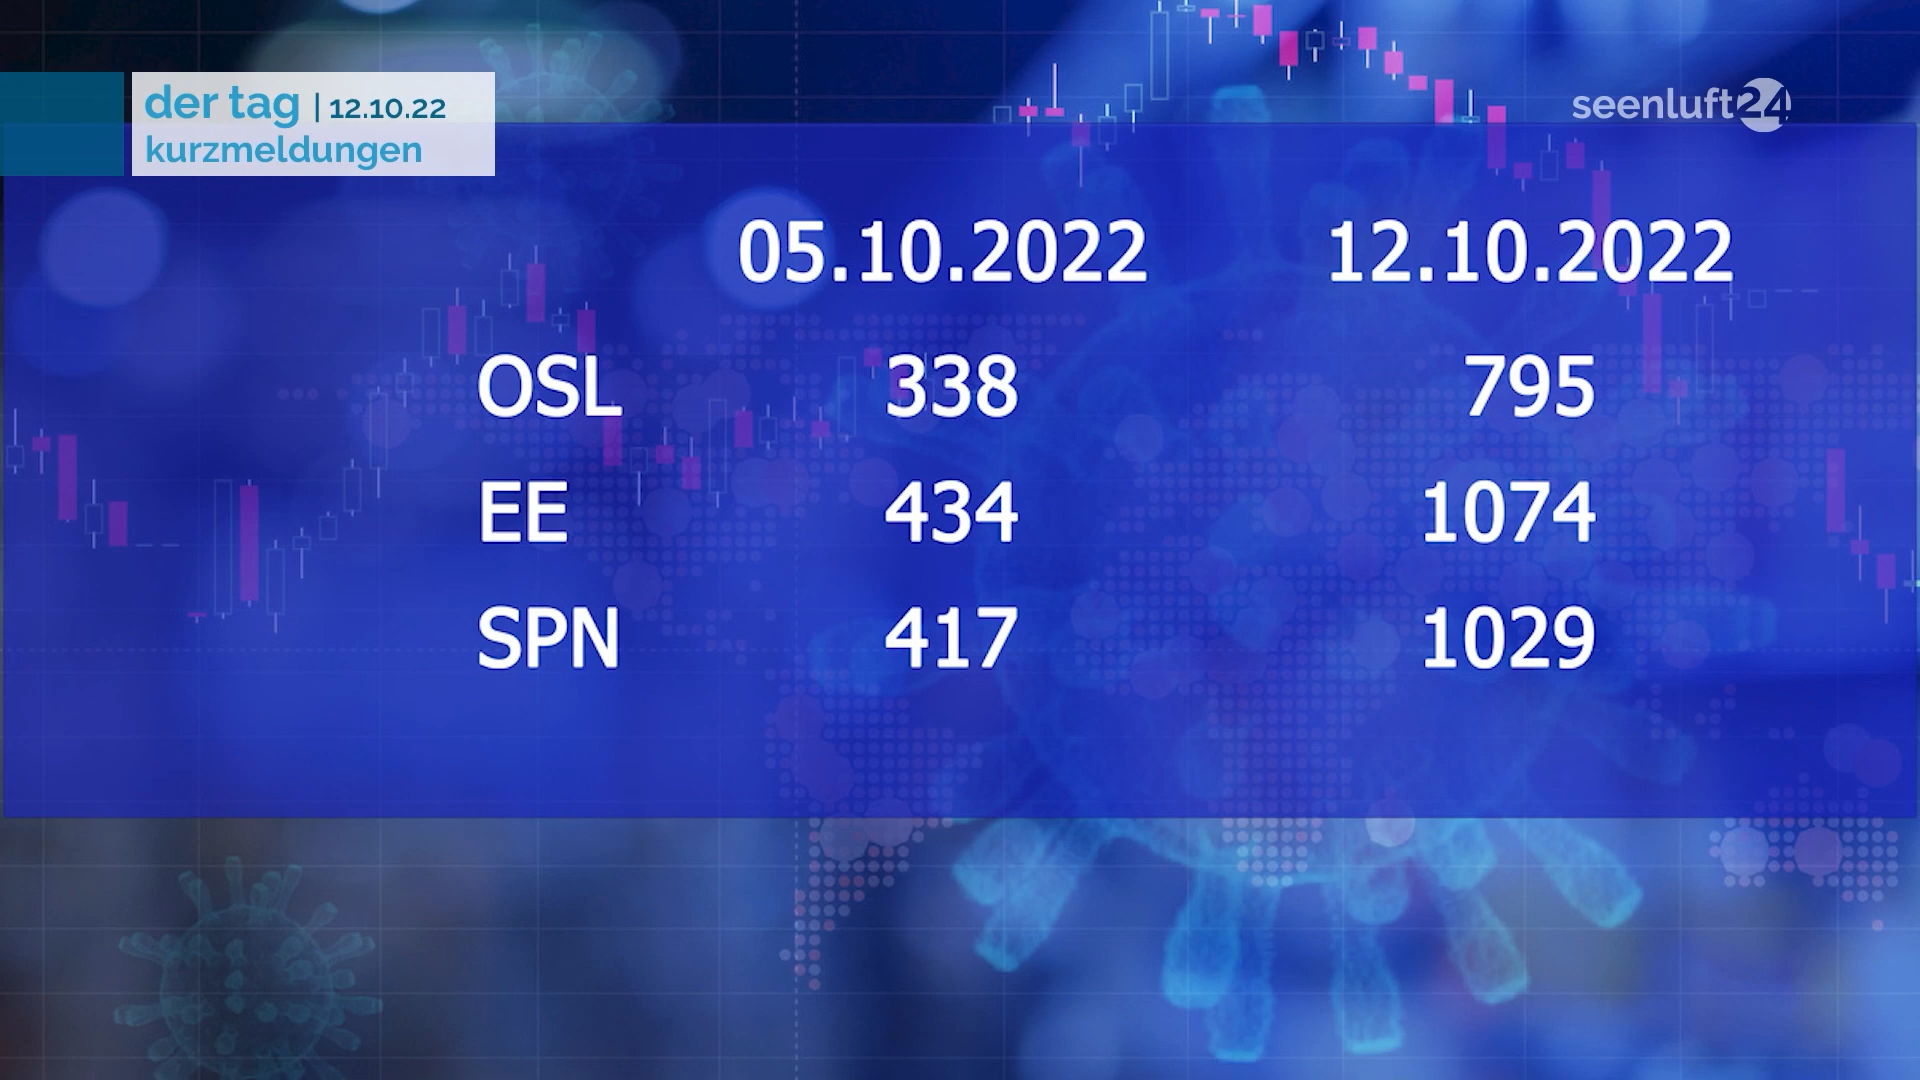 der tag | 12.10.22
kurzmeldungen
seenluft24
05.10.2022 12.10.2022
OSL 338 795
EE 434 1074
SPN 417 1029